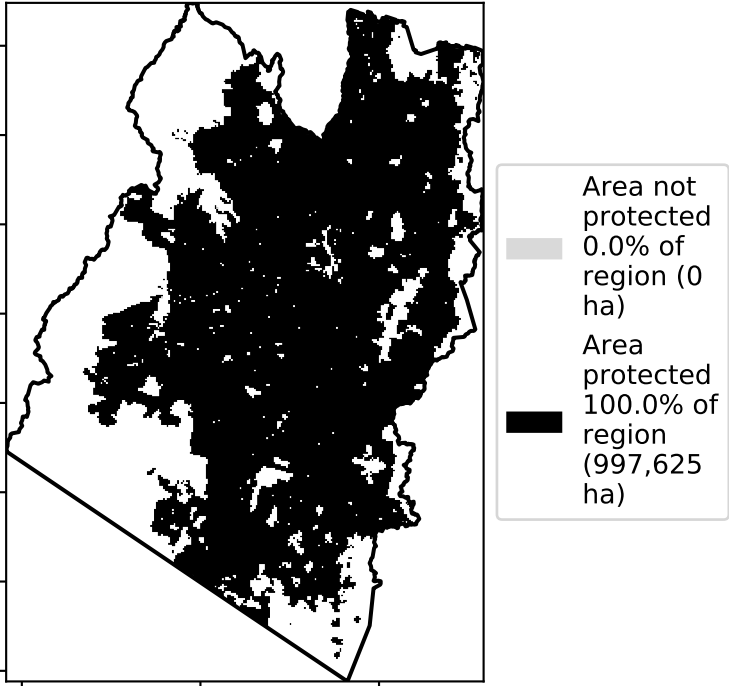 Area not
protected
0.0% of
region (0
ha)
Area
protected
100.0% of
region
(997,625
ha)